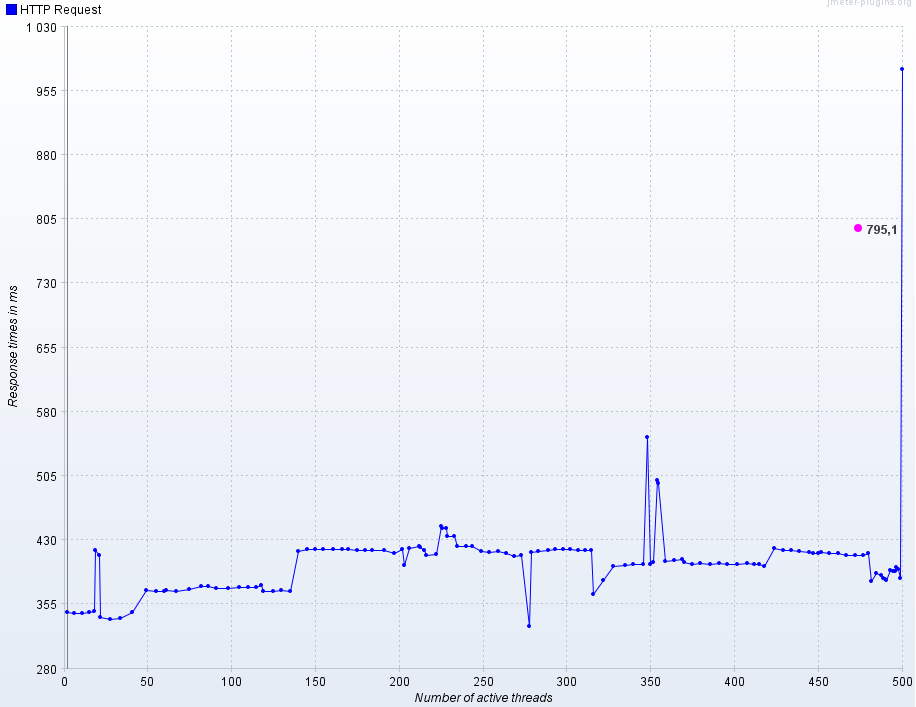 HTTP Request
jmeter-plugins.org
1 030
955
880
805
795,1
730
655
580
505
430
355
280
Response times in ms
0 50 100 150 200 250 300 350 400 450 500
Number of active threads